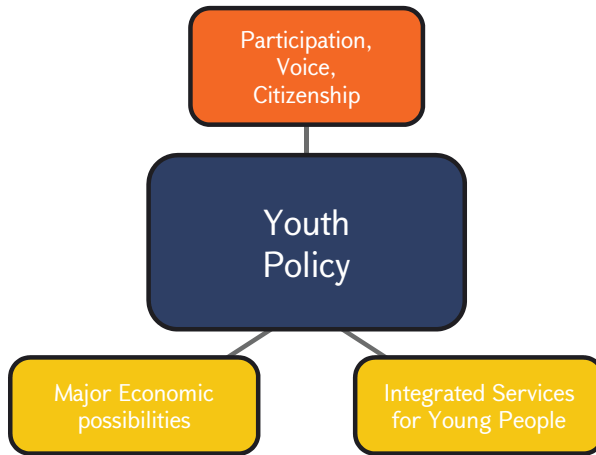 Participation,
Voice,
Citizenship
Youth
Policy
Major Economic
possibilities
Integrated Services
for Young People